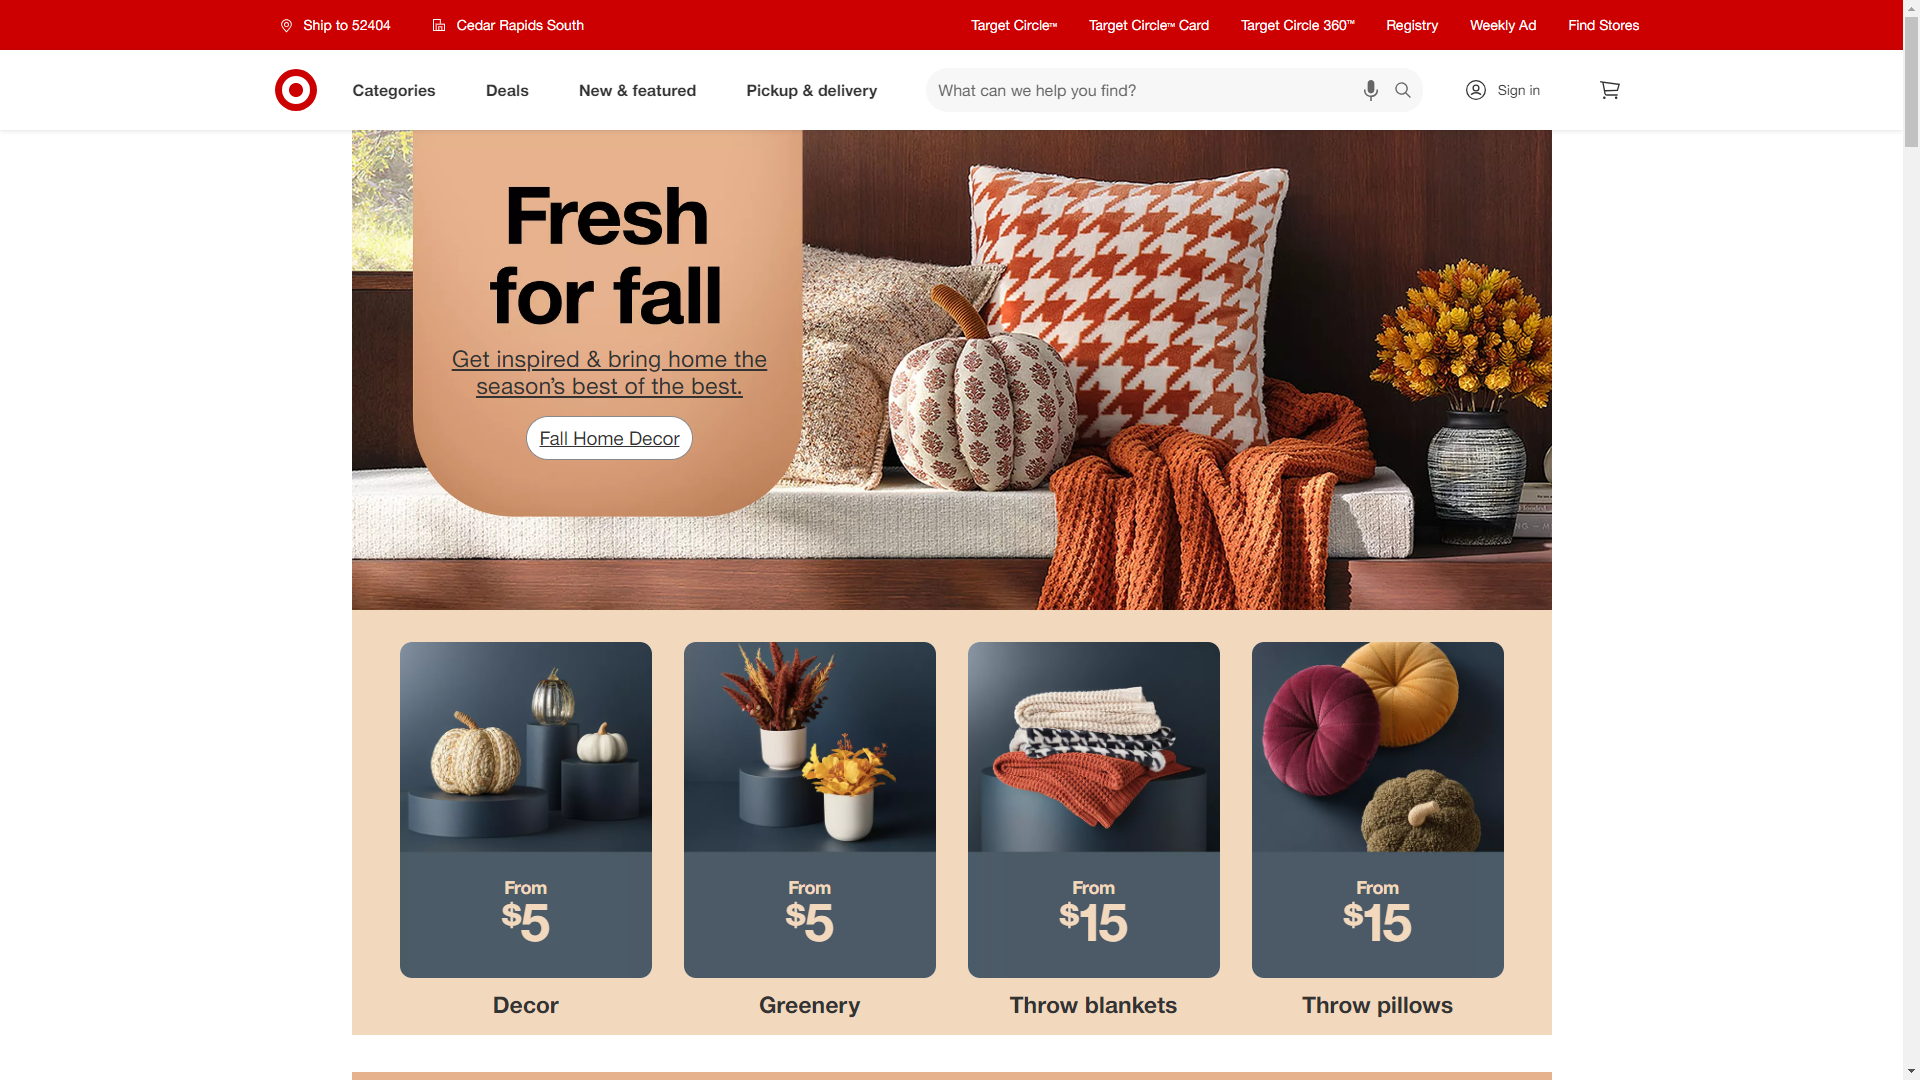 Ship to 52404
Cedar Rapids South
Target Circle™
Target Circle™ Card
Target Circle 360™
Registry
Weekly Ad
Find Stores
Categories
Deals
New & featured
Pickup & delivery
What can we help you find?
Sign in
Fresh
for fall
Get inspired & bring home the
season's best of the best.
Fall Home Decor
From
$5
Decor
From
$5
Greenery
From
$15
Throw blankets
From
$15
Throw pillows